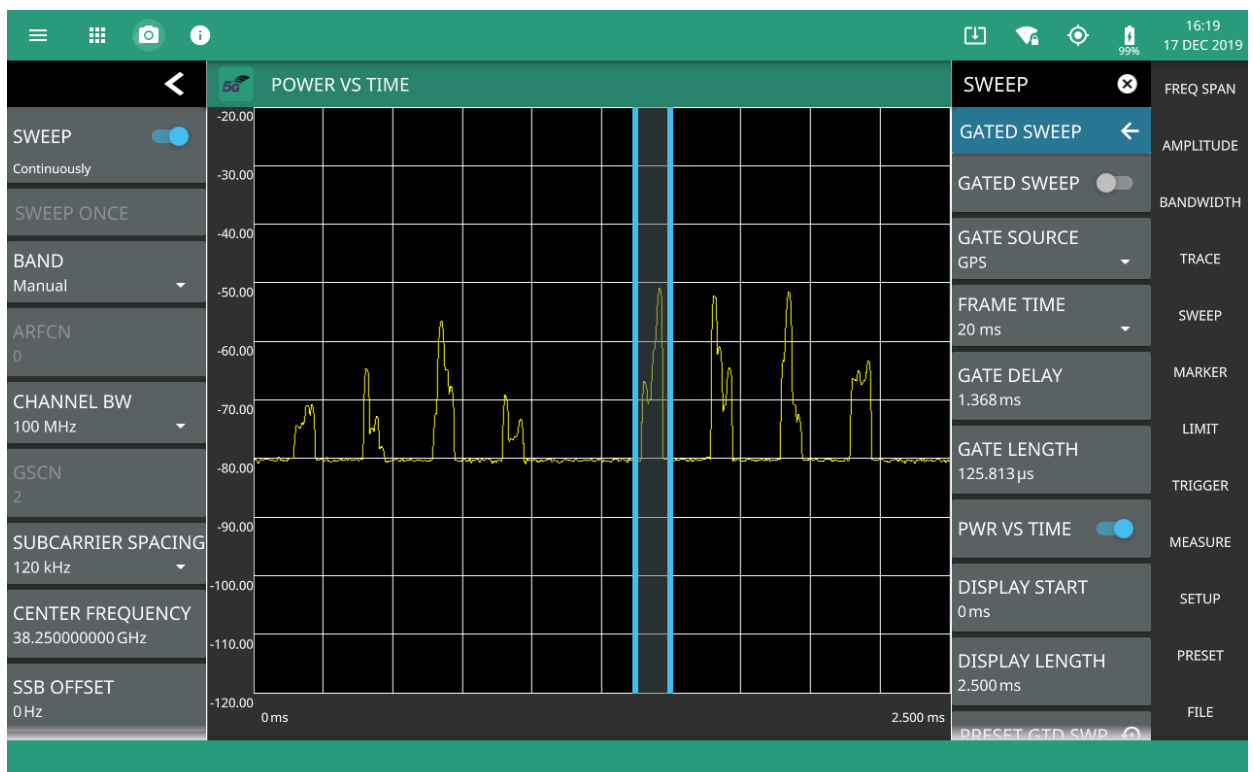 16:19
99%
17 DEC 2019
5G
POWER VS TIME
SWEEP
Continuously
SWEEP ONCE
BAND
Manual
ARFCN
0
CHANNEL BW
100 MHz
GSCN
2
SUBCARRIER SPACING
120 kHz
CENTER FREQUENCY
38.250000000 GHz
SSB OFFSET
0 Hz
-20.00
-30.00
-40.00
-50.00
-60.00
-70.00
-80.00
-90.00
-100.00
-110.00
-120.00
0 ms
2.500 ms
SWEEP
GATED SWEEP
GATED SWEEP
GATE SOURCE
GPS
FRAME TIME
20 ms
GATE DELAY
1.368 ms
GATE LENGTH
125.813 µs
PWR VS TIME
DISPLAY START
0 ms
DISPLAY LENGTH
2.500 ms
PRESET GTD SWP
FREQ SPAN
AMPLITUDE
BANDWIDTH
TRACE
SWEEP
MARKER
LIMIT
TRIGGER
MEASURE
SETUP
PRESET
FILE